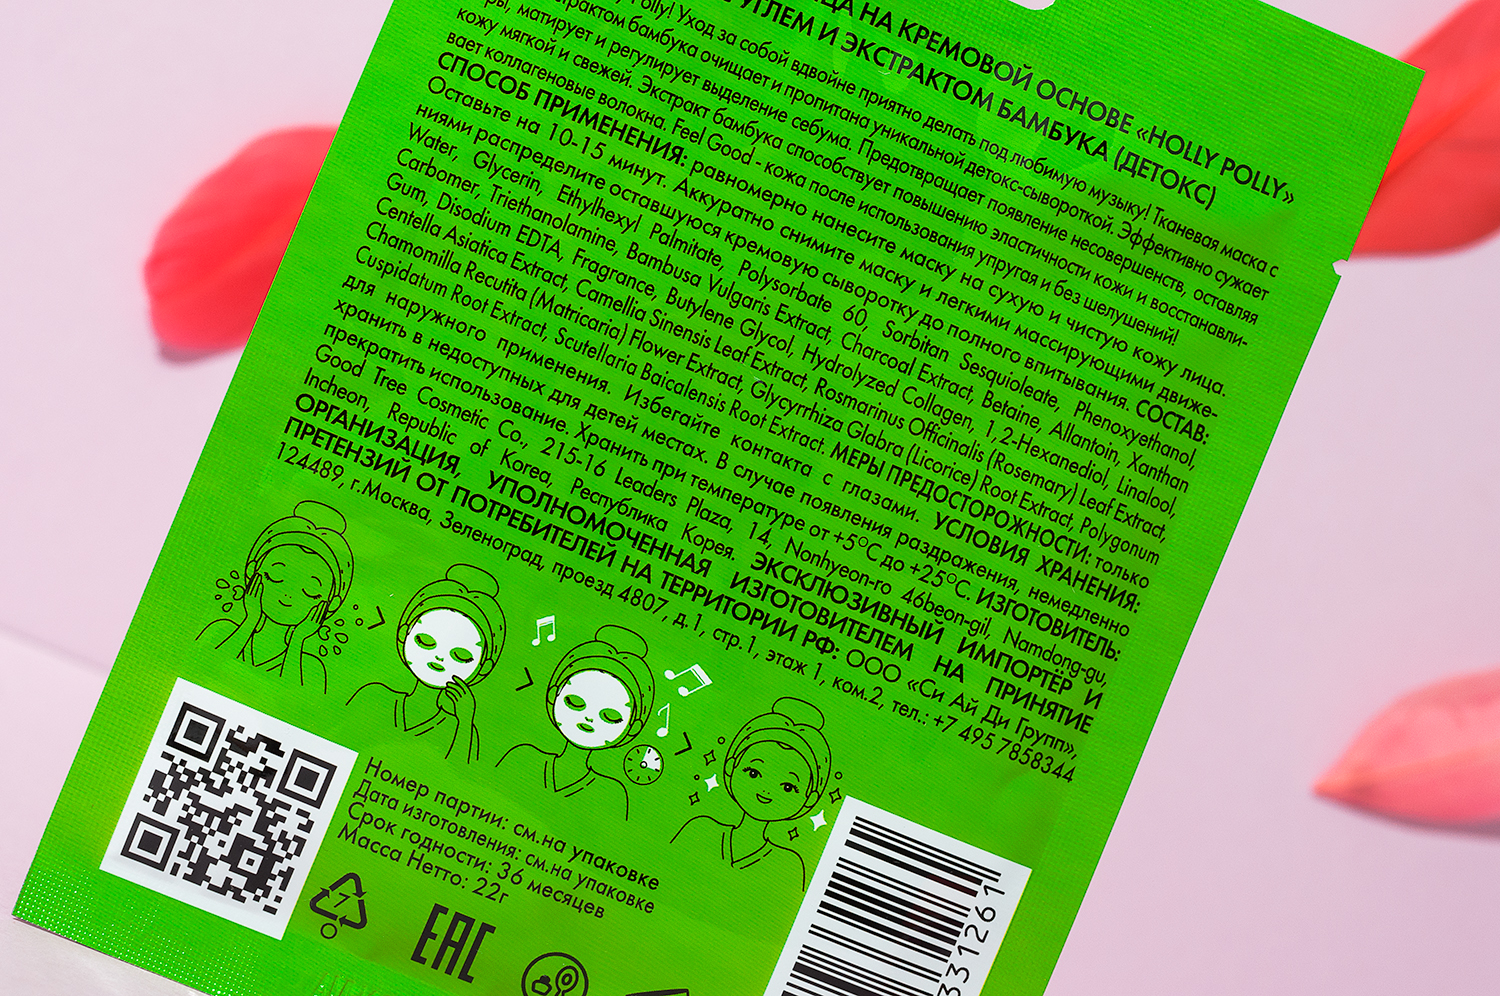 ЦА НА КРЕМОВОЙ ОСНОВЕ «HOLLY POLLY»
УГЛЕМ И ЭКСТРАКТОМ БАМБУКА (ДЕТОКС)
Polly! Уход за собой вдвойне приятно делать под любимую музыку! Тканевая маска с
экстрактом бамбука очищает и пропитана уникальной детокс-сывороткой. Эффективно сужает
ры, матирует и регулирует выделение себума. Предотвращает появление несовершенств, оставляя
кожу мягкой и свежей. Экстракт бамбука способствует повышению эластичности кожи и восстанавли-
вает коллагеновые волокна. Feel Good - кожа после использования упругая и без шелушений!
СПОСОБ ПРИМЕНЕНИЯ: равномерно нанесите маску на сухую и чистую кожу лица.
Оставьте на 10-15 минут. Аккуратно снимите маску и легкими массирующими движе-
ниями распределите оставшуюся кремовую сыворотку до полного впитывания. СОСТАВ:
Water, Glycerin, Ethylhexyl Palmitate, Polysorbate 60, Sorbitan Sesquioleate, Phenoxyethanol,
Carbomer, Triethanolamine, Bambusa Vulgaris Extract, Charcoal Extract, Betaine, Allantoin, Xanthan
Gum, Disodium EDTA, Fragrance, Butylene Glycol, Hydrolyzed Collagen, 1,2-Hexanediol, Linalool,
Centella Asiatica Extract, Camellia Sinensis Leaf Extract, Rosmarinus Officinalis (Rosemary) Leaf Extract,
Chamomilla Recutita (Matricaria) Flower Extract, Glycyrrhiza Glabra (Licorice) Root Extract, Polygonum
Cuspidatum Root Extract, Scutellaria Baicalensis Root Extract. МЕРЫ ПРЕДОСТОРОЖНОСТИ: только
для наружного применения. Избегайте контакта с глазами. УСЛОВИЯ ХРАНЕНИЯ:
хранить в недоступных для детей местах. В случае появления раздражения, немедленно
прекратить использование. Хранить при температуре от +5°С до +25°С. ИЗГОТОВИТЕЛЬ:
Good Tree Cosmetic Co., 215-16 Leaders Plaza, 14, Nonhyeon-ro 46beon-gil, Namdong-gu,
Incheon, Republic of Korea, Республика Корея. ЭКСКЛЮЗИВНЫЙ ИМПОРТЁР И
ОРГАНИЗАЦИЯ, УПОЛНОМОЧЕННАЯ ИЗГОТОВИТЕЛЕМ НА ПРИНЯТИЕ
ПРЕТЕНЗИЙ ОТ ПОТРЕБИТЕЛЕЙ НА ТЕРРИТОРИИ РФ: ООО «Си Ай Ди Групп»,
124489, г.Москва, Зеленоград, проезд 4807, д.1, стр.1, этаж 1, ком.2, тел.: +7 495 7858344
Номер партии: см.на упаковке
Дата изготовления: см.на упаковке
Срок годности: 36 месяцев
Масса Нетто: 22г
7
EAC
331261